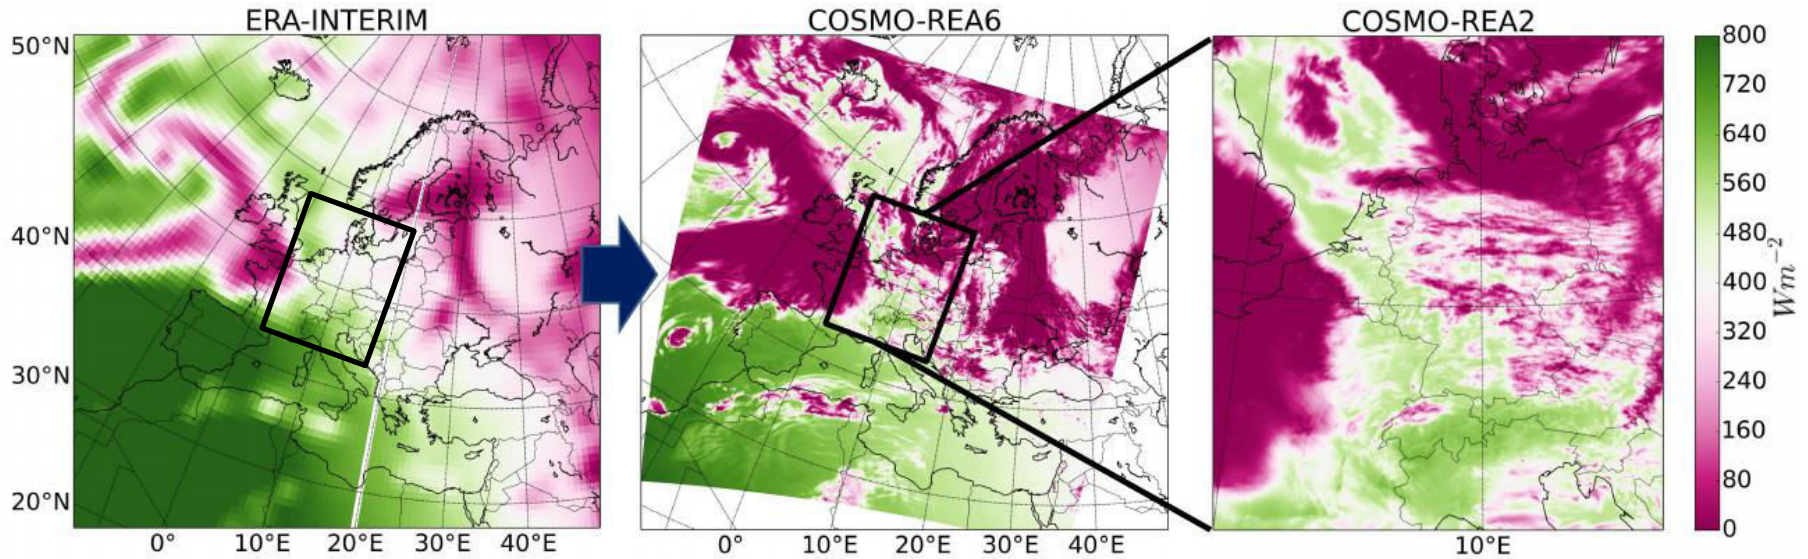 ERA-INTERIM
COSMO-REA6
COSMO-REA2
50°N
40°N
30°N
20°N
0°
10°E
20°E
30°E
40°E
0°
10°E
20°E
30°E
40°E
10°E
800
720
640
560
480
400
320
240
160
80
0
Wm⁻²